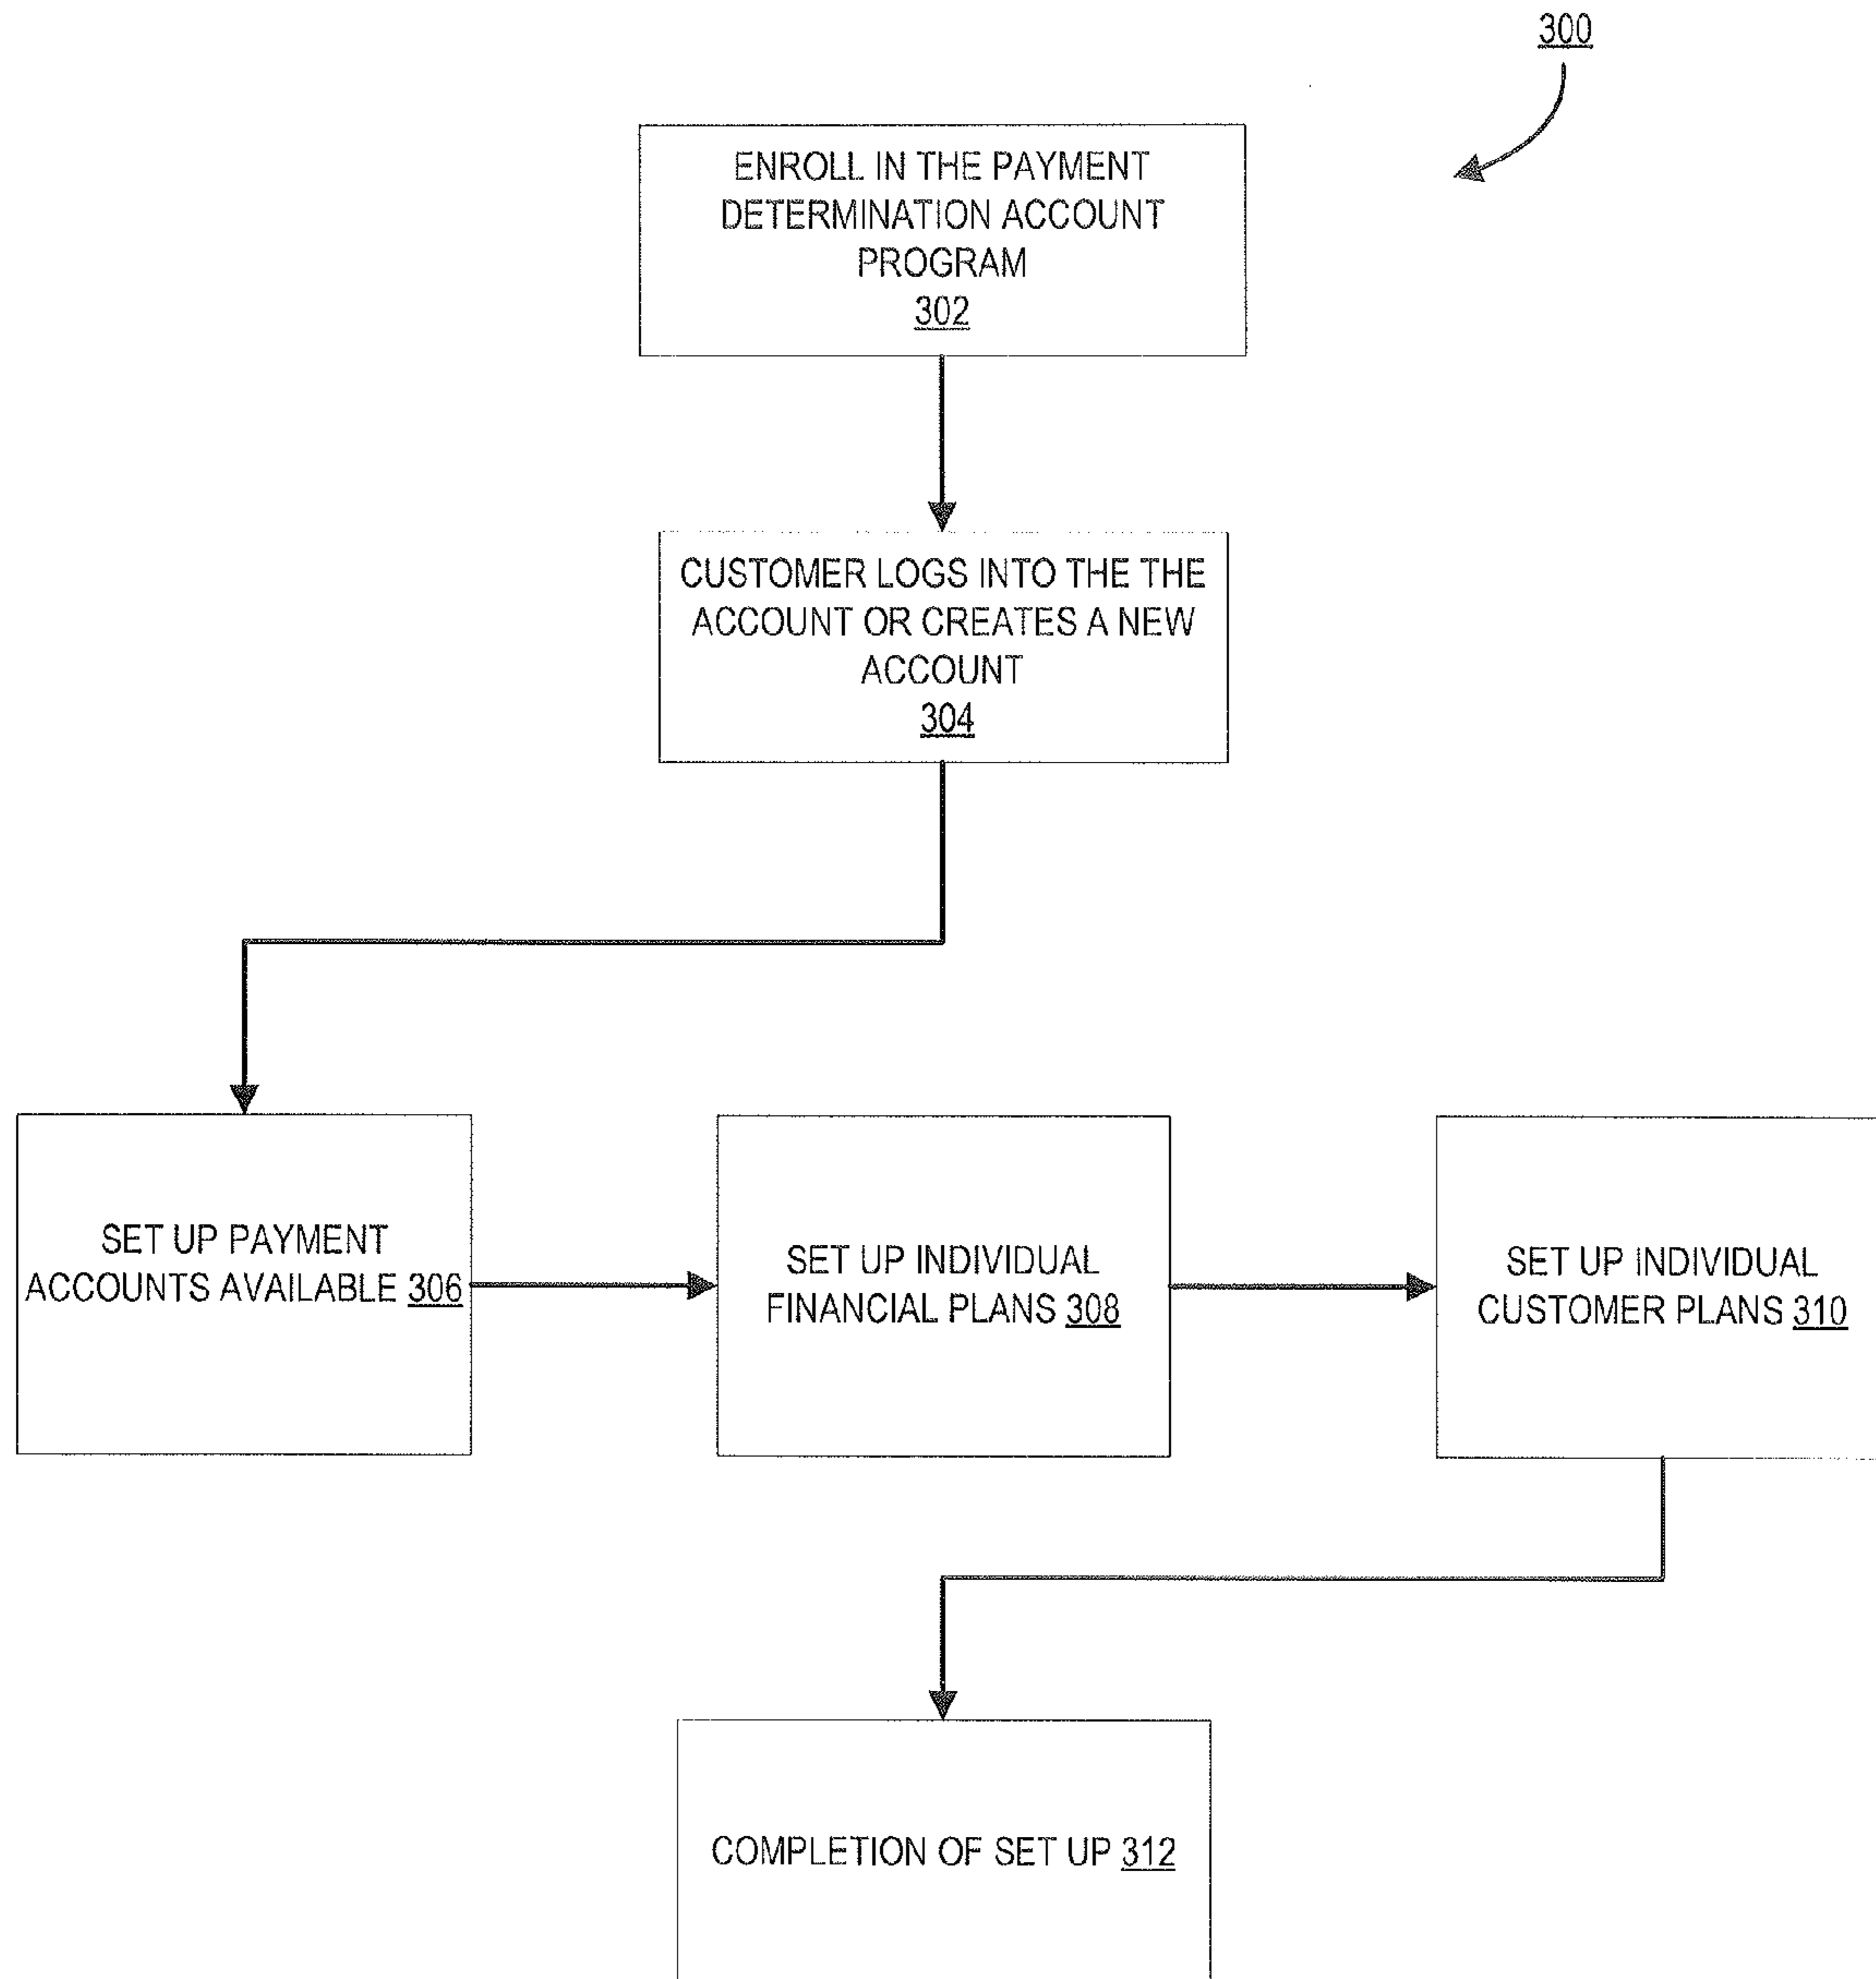 300
ENROLL IN THE PAYMENT
DETERMINATION ACCOUNT
PROGRAM
302
CUSTOMER LOGS INTO THE THE
ACCOUNT OR CREATES A NEW
ACCOUNT
304
SET UP PAYMENT
ACCOUNTS AVAILABLE 306
SET UP INDIVIDUAL
FINANCIAL PLANS 308
SET UP INDIVIDUAL
CUSTOMER PLANS 310
COMPLETION OF SET UP 312